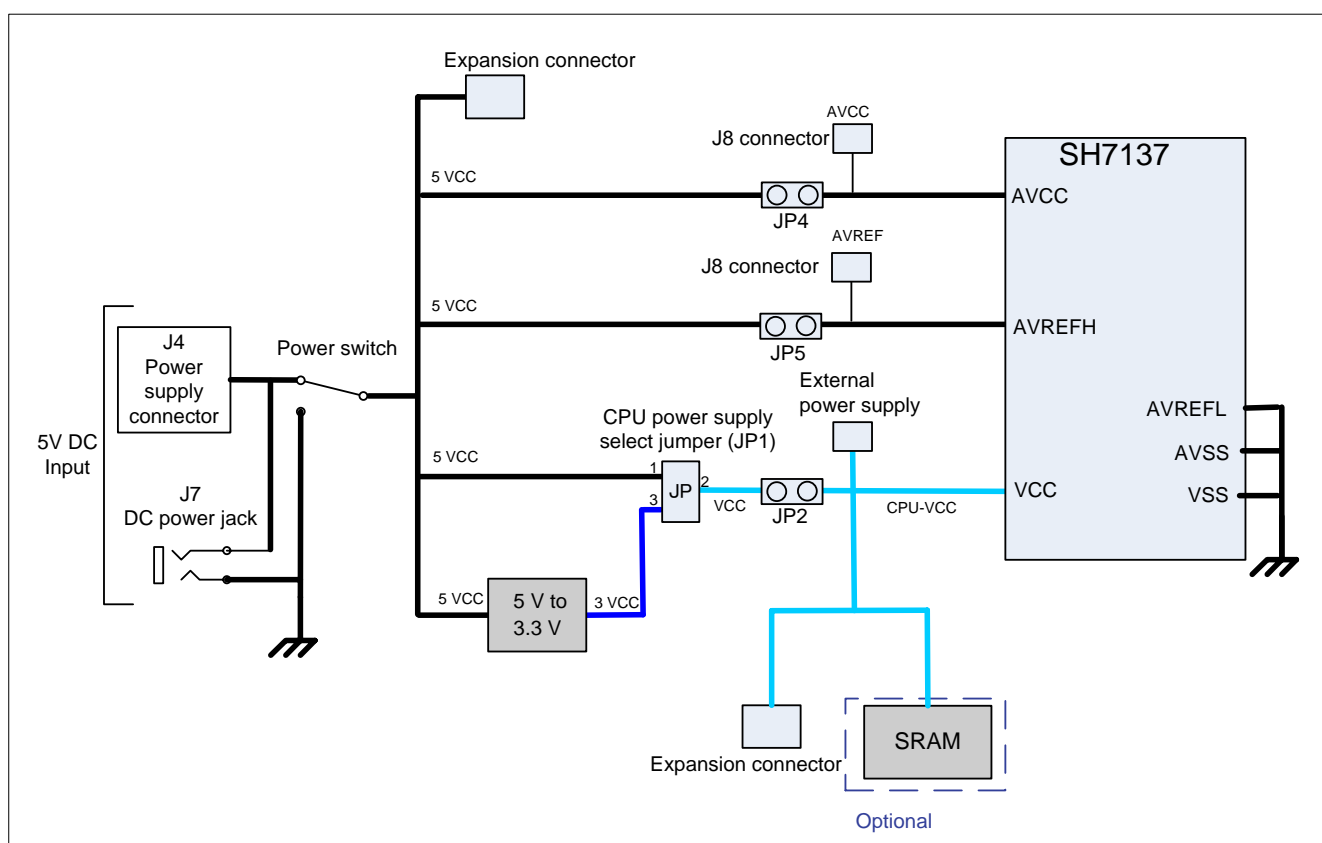 Expansion connector
AVCC
J8 connector
SH7137
5 VCC
AVCC
JP4
AVREF
J8 connector
5 VCC
AVREFH
JP5
J4
Power
supply
connector
Power switch
External
power supply
AVREFL
CPU power supply
select jumper (JP1)
5V DC
Input
5 VCC
1
JP
2
3
VCC
JP2
CPU-VCC
VCC
AVSS
VSS
J7
DC power jack
5 VCC
5 V to
3.3 V
3 VCC
SRAM
Expansion connector
Optional